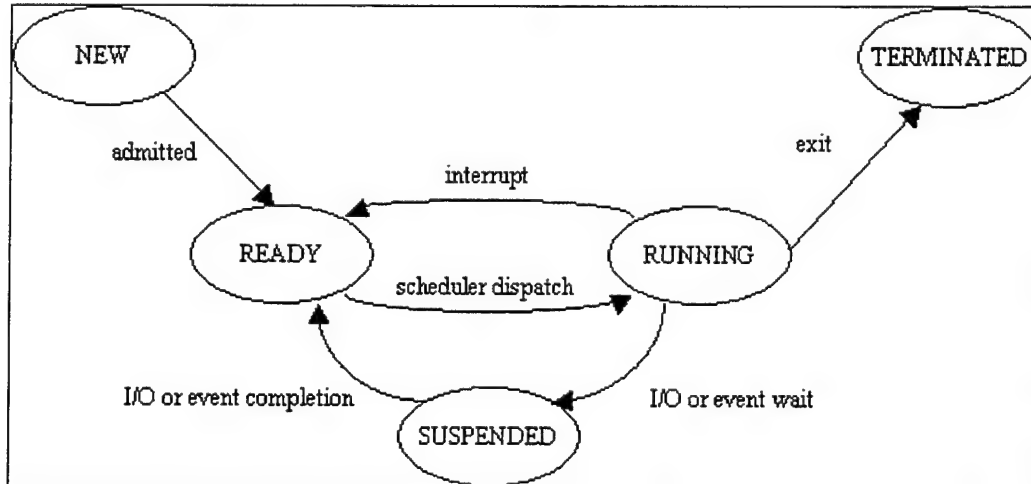 NEW
TERMINATED
admitted
exit
interrupt
READY
RUNNING
scheduler dispatch
I/O or event completion
I/O or event wait
SUSPENDED